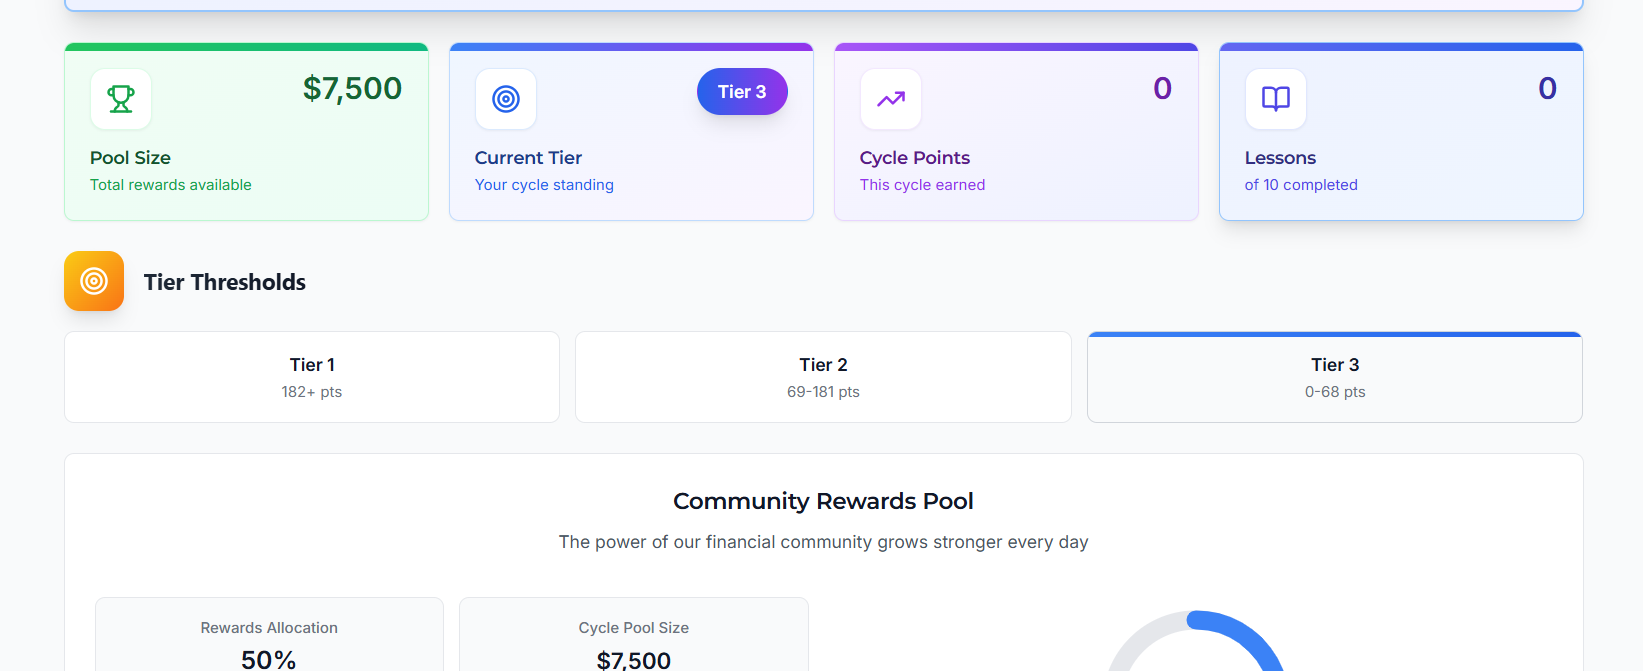 $7,500
Pool Size
Total rewards available
Tier 3
Current Tier
Your cycle standing
0
Cycle Points
This cycle earned
0
Lessons
of 10 completed
Tier Thresholds
Tier 1
182+ pts
Tier 2
69-181 pts
Tier 3
0-68 pts
Community Rewards Pool
The power of our financial community grows stronger every day
Rewards Allocation
50%
Cycle Pool Size
$7,500